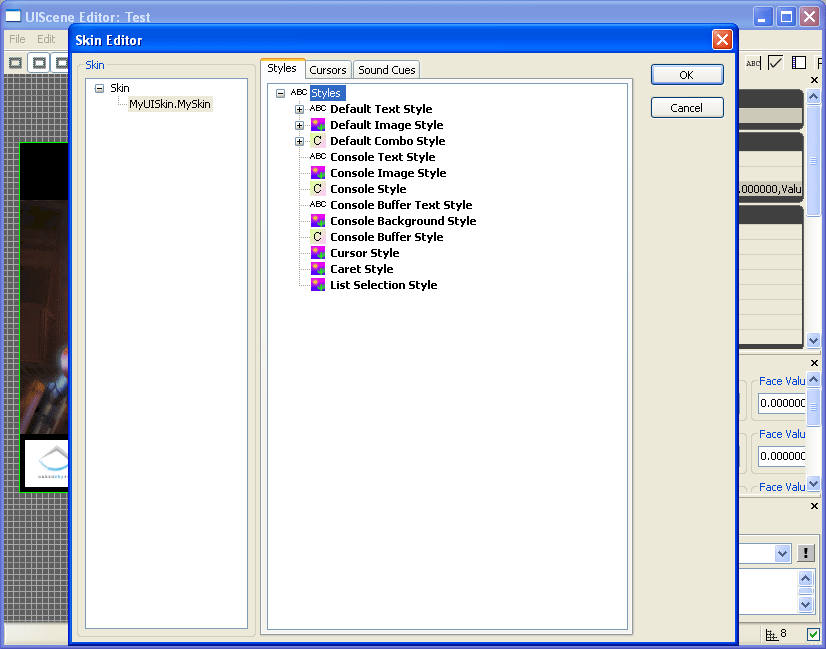 UIScene Editor: Test
File Edit
Skin Editor
Skin
Skin
MyUISkin.MySkin
Styles Cursors Sound Cues
ABC Styles
ABC Default Text Style
Default Image Style
C Default Combo Style
ABC Console Text Style
Console Image Style
C Console Style
ABC Console Buffer Text Style
Console Background Style
C Console Buffer Style
Cursor Style
Caret Style
List Selection Style
OK
Cancel
ABC
.000000,Valu
Face Valu
0.000000
Face Valu
0.000000
Face Valu
!
8